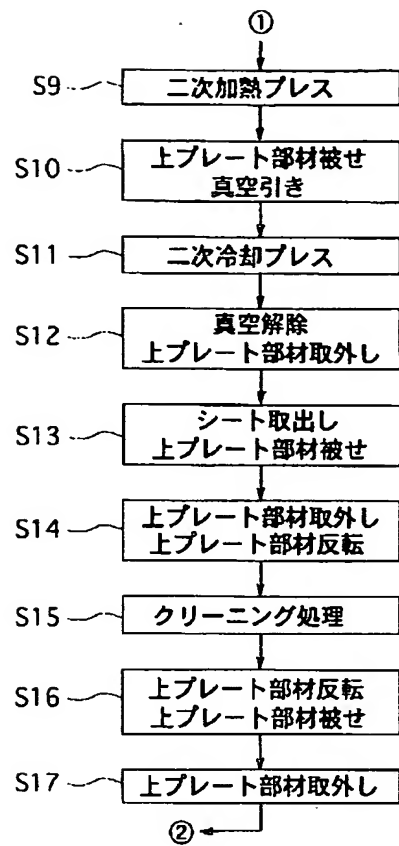 ①
S9 二次加熱プレス
S10 上プレート部材被せ
真空引き
S11 二次冷却プレス
S12 真空解除
上プレート部材取外し
S13 シート取出し
上プレート部材被せ
S14 上プレート部材取外し
上プレート部材反転
S15 クリーニング処理
S16 上プレート部材反転
上プレート部材被せ
S17 上プレート部材取外し
②